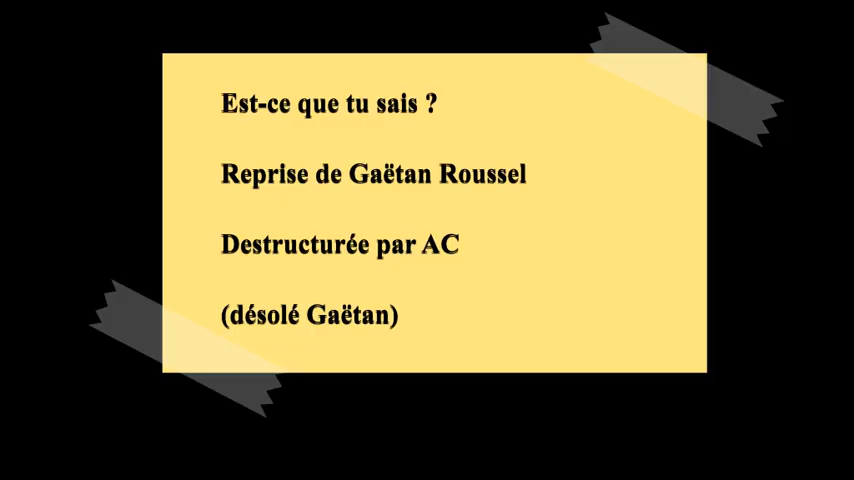 Est-ce que tu sais ?
Reprise de Gaëtan Roussel
Destructurée par AC
(désolé Gaëtan)